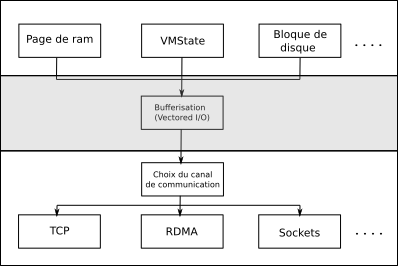 Page de ram
VMState
Bloque de
disque
. . . .
Bufferisation
(Vectored I/O)
Choix du canal
de communication
TCP
RDMA
Sockets
. . . .